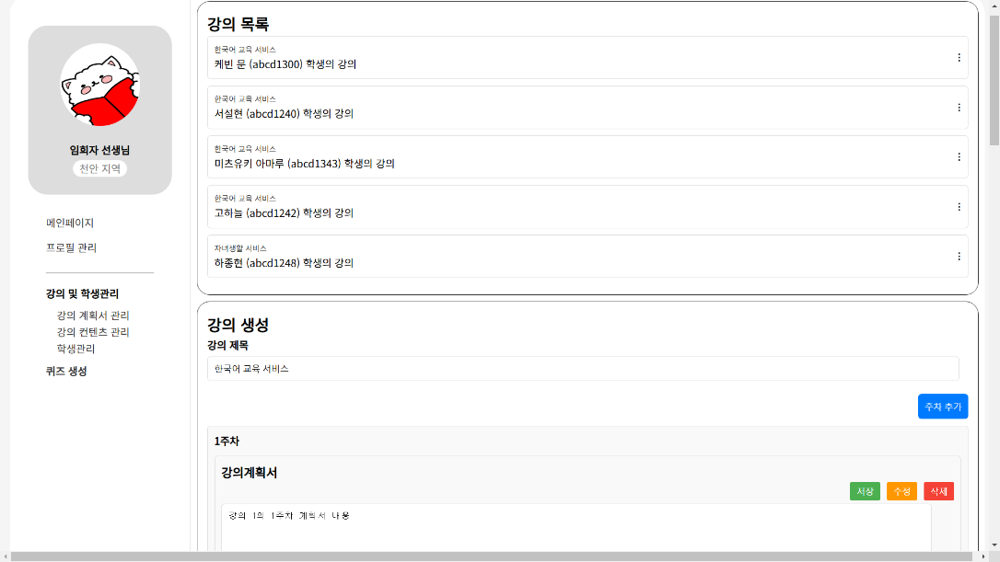 임희자 선생님
천안 지역
메인페이지
프로필 관리
강의 및 학생관리
강의 계획서 관리
강의 컨텐츠 관리
학생관리
퀴즈 생성
강의 목록
한국어 교육 서비스
케빈 문 (abcd1300) 학생의 강의
한국어 교육 서비스
서설현 (abcd1240) 학생의 강의
한국어 교육 서비스
미츠유키 아마루 (abcd1343) 학생의 강의
한국어 교육 서비스
고하늘 (abcd1242) 학생의 강의
자녀생활 서비스
하종현 (abcd1248) 학생의 강의
강의 생성
강의 제목
한국어 교육 서비스
주차 추가
1주차
강의계획서
저장 수정 삭제
강의 1의 1주차 계획서 내용